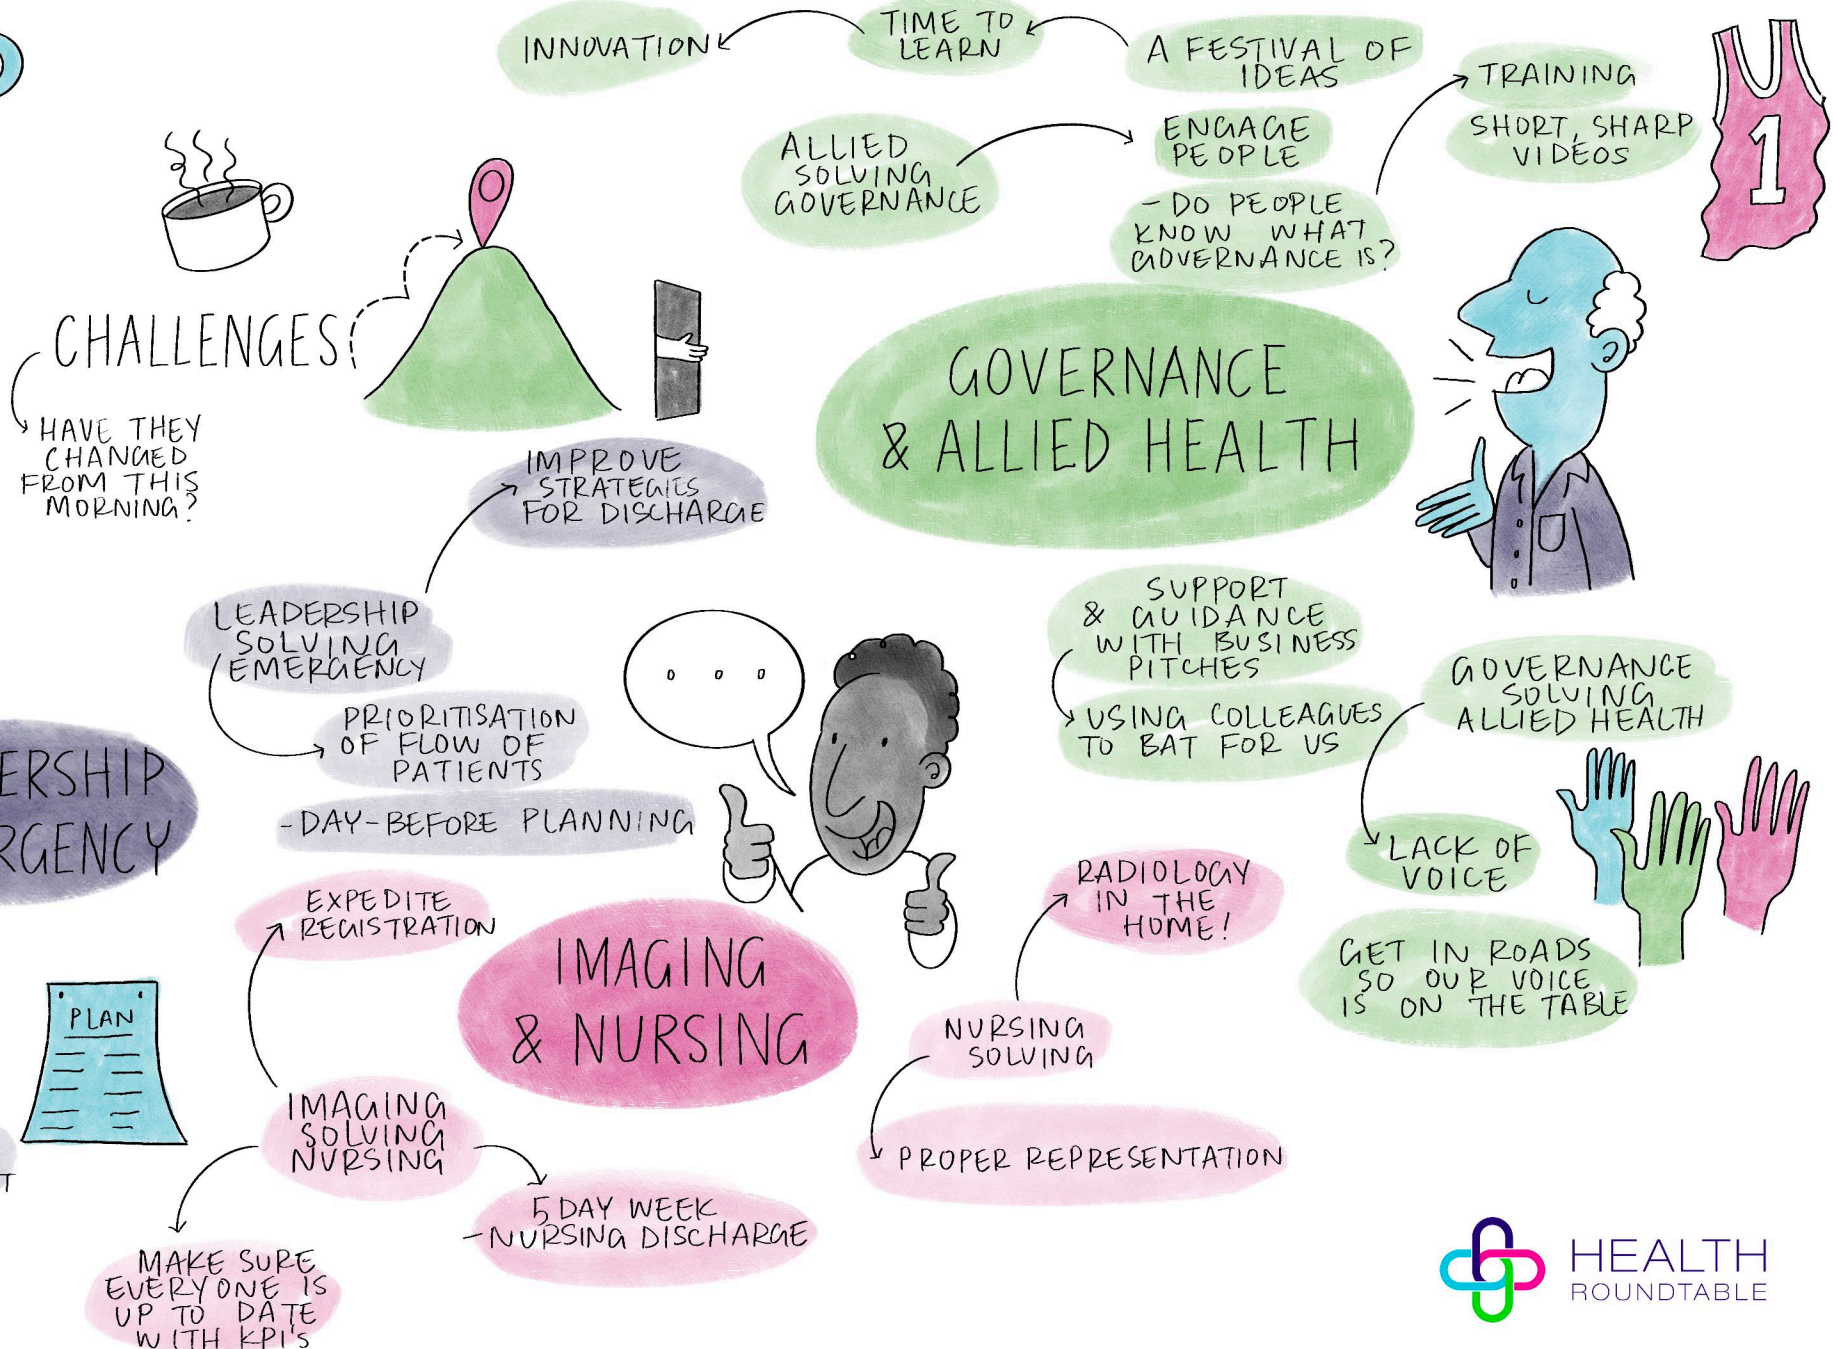 INNOVATION
TIME TO
LEARN
A FESTIVAL OF
IDEAS
TRAINING
SHORT, SHARP
VIDEOS
1
ALLIED
SOLVING
GOVERNANCE
ENGAGE
PEOPLE
- DO PEOPLE
KNOW WHAT
GOVERNANCE IS?
CHALLENGES
HAVE THEY
CHANGED
FROM THIS
MORNING?
GOVERNANCE
& ALLIED HEALTH
IMPROVE
STRATEGIES
FOR DISCHARGE
LEADERSHIP
SOLVING
EMERGENCY
PRIORITISATION
OF FLOW OF
PATIENTS
- DAY-BEFORE PLANNING
ERSHIP
RGENCY
SUPPORT
& GUIDANCE
WITH BUSINESS
PITCHES
USING COLLEAGUES
TO BAT FOR US
GOVERNANCE
SOLVING
ALLIED HEALTH
LACK OF
VOICE
GET IN ROADS
SO OUR VOICE
IS ON THE TABLE
EXPEDITE
REGISTRATION
IMAGING
& NURSING
RADIOLOGY
IN THE
HOME!
NURSING
SOLVING
PROPER REPRESENTATION
PLAN
IMAGING
SOLVING
NURSING
5 DAY WEEK
- NURSING DISCHARGE
MAKE SURE
EVERYONE IS
UP TO DATE
WITH KPI's
T
HEALTH
ROUNDTABLE